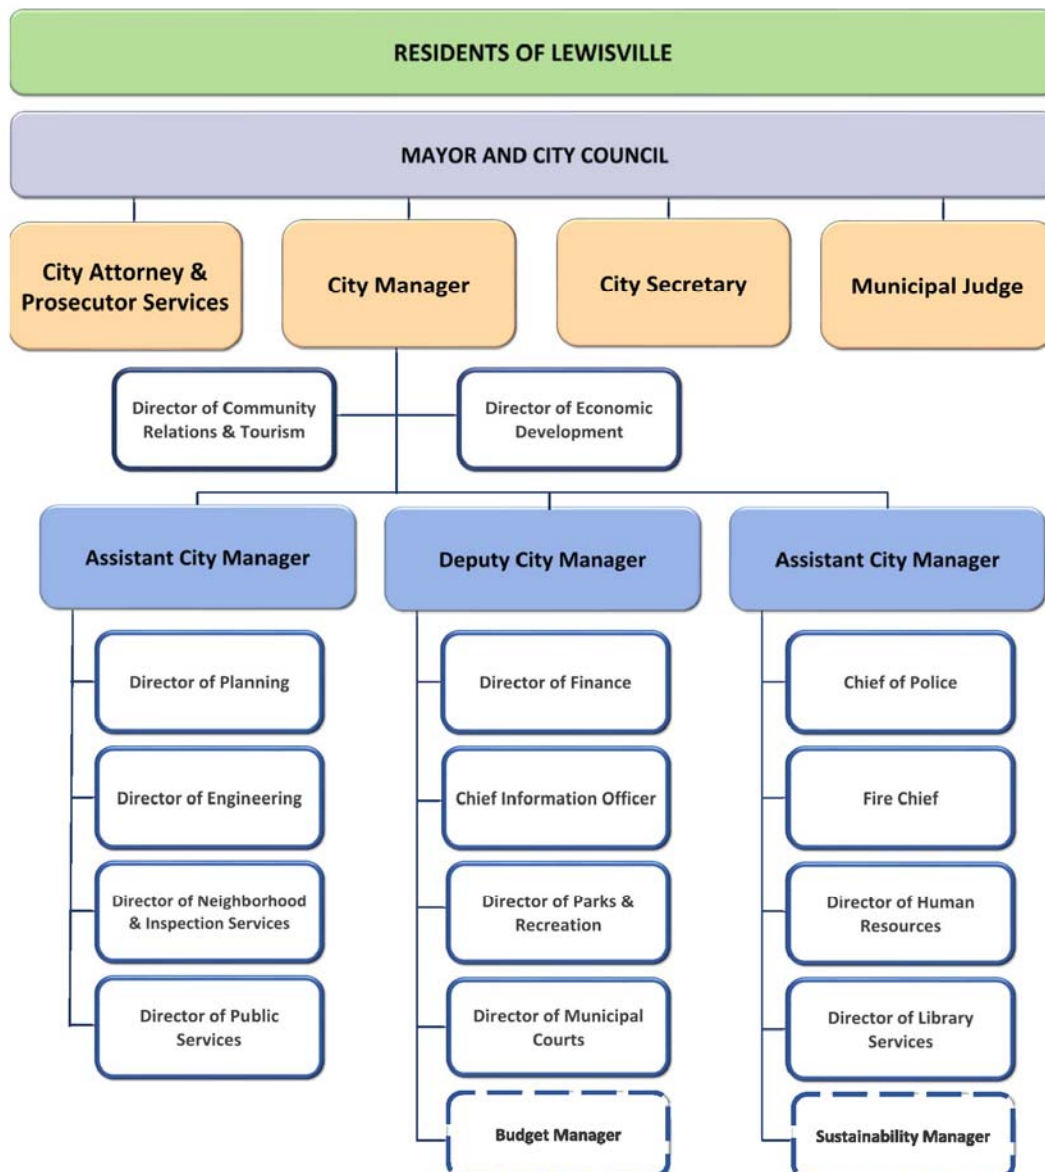 RESIDENTS OF LEWISVILLE
MAYOR AND CITY COUNCIL
City Attorney &
Prosecutor Services
City Manager
City Secretary
Municipal Judge
Director of Community
Relations & Tourism
Director of Economic
Development
Assistant City Manager
Deputy City Manager
Assistant City Manager
Director of Planning
Director of Engineering
Director of Neighborhood
& Inspection Services
Director of Public
Services
Director of Finance
Chief Information Officer
Director of Parks &
Recreation
Director of Municipal
Courts
Budget Manager
Chief of Police
Fire Chief
Director of Human
Resources
Director of Library
Services
Sustainability Manager